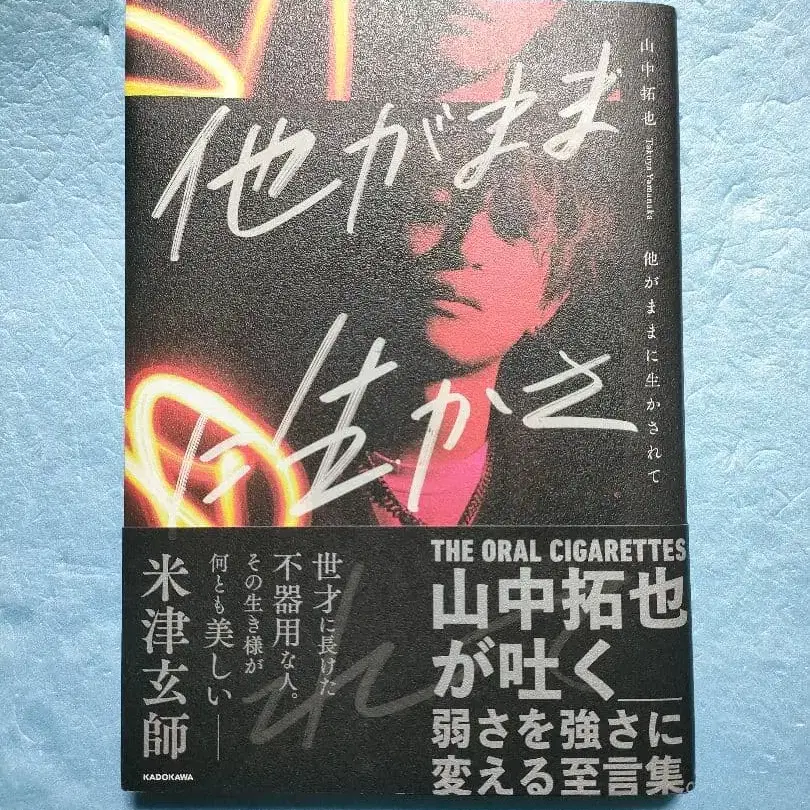 山中拓也 Takuya Yamanaka 他がままに生かされて
他がまま
に生かさ
れて
THE ORAL CIGARETTES
山中拓也
が吐く__
弱さを強さに
変える至言集。
世才に長けた
不器用な人。
その生き様が
何とも美しい——
米津玄師
KADOKAWA